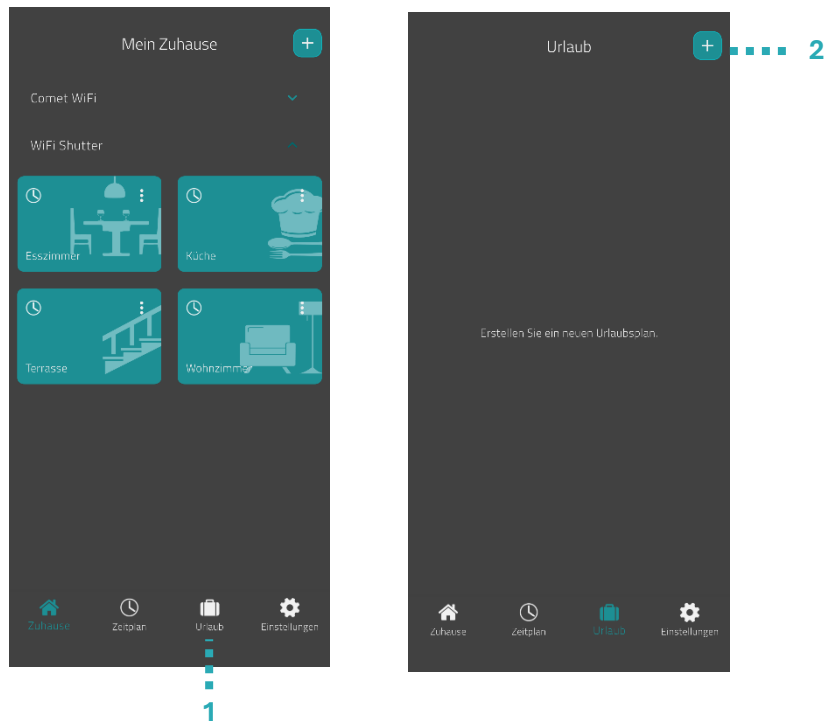 Mein Zuhause
+
Comet WiFi
WiFi Shutter
Esszimmer
Küche
Terrasse
Wohnzimmer
Zuhause
Zeitplan
Urlaub
Einstellungen
1
Urlaub
+
2
Erstellen Sie ein neuen Urlaubsplan.
Zuhause
Zeitplan
Urlaub
Einstellungen